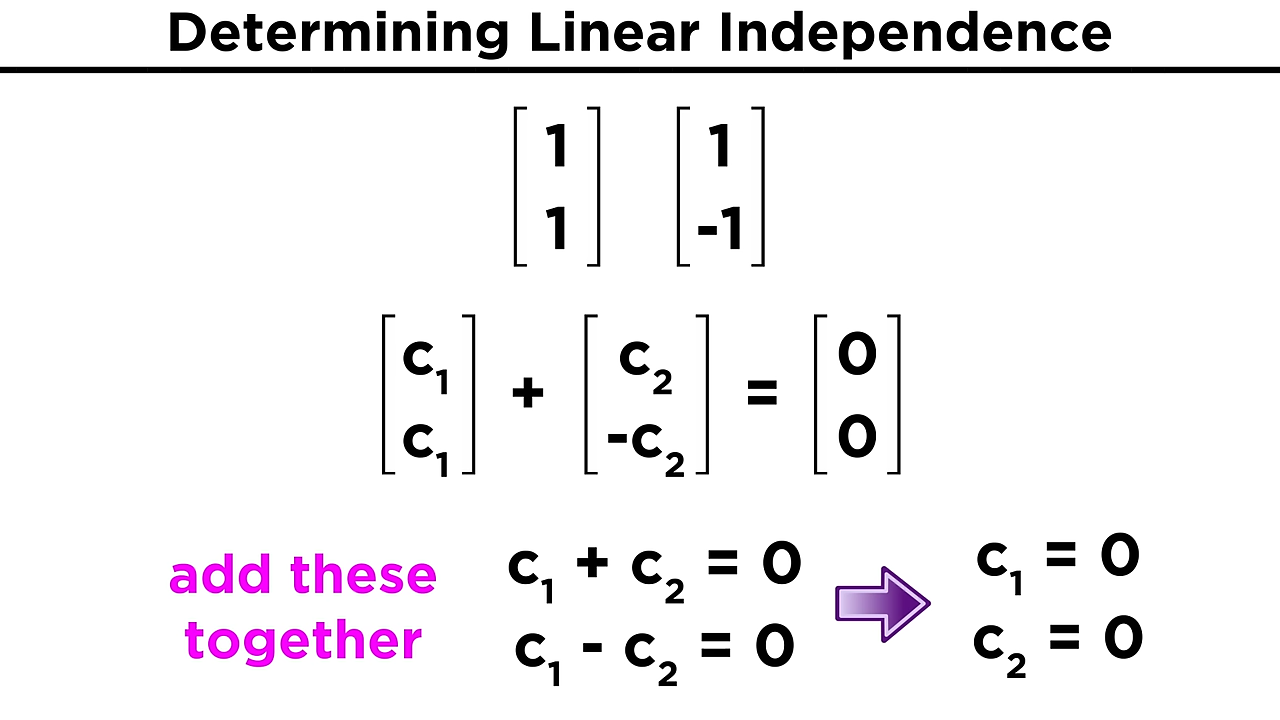 Determining Linear Independence
1 1
1 -1
c₁ + c₂ = 0
c₁ -c₂ 0
add these
together
c₁ + c₂ = 0
c₁ - c₂ = 0
c₁ = 0
c₂ = 0